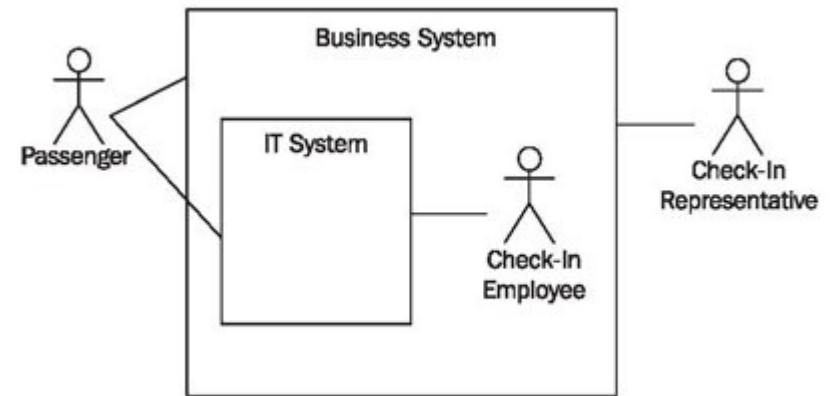 Business System
Passenger
IT System
Check-In
Employee
Check-In
Representative